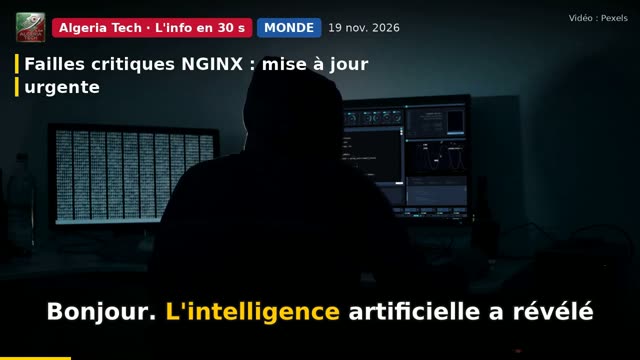 Algeria Tech · L'info en 30 s
MONDE
19 nov. 2026
Vidéo : Pexels
Failles critiques NGINX : mise à jour
urgente
Bonjour. L'intelligence artificielle a révélé